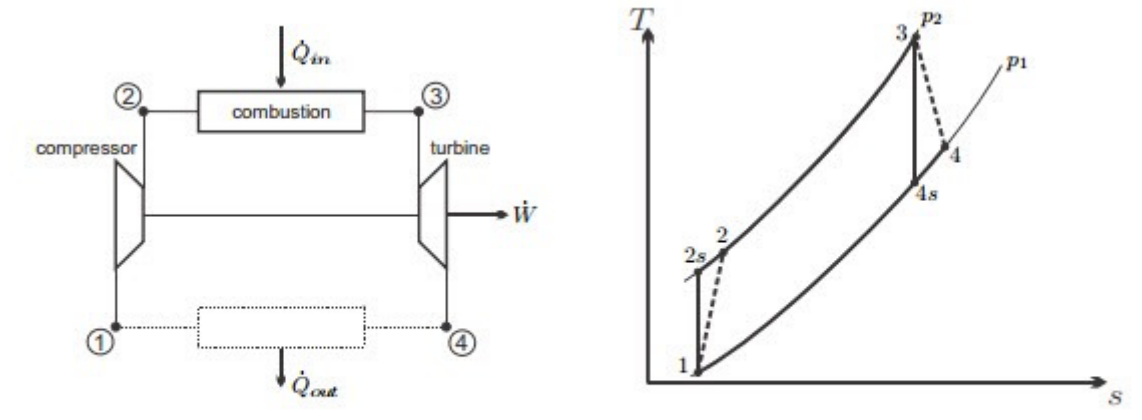 Q̇in
② ③
combustion
compressor turbine
Ẇ
① ④
Q̇out
T
3 p2
p1
4
4s
2
2s
1
s